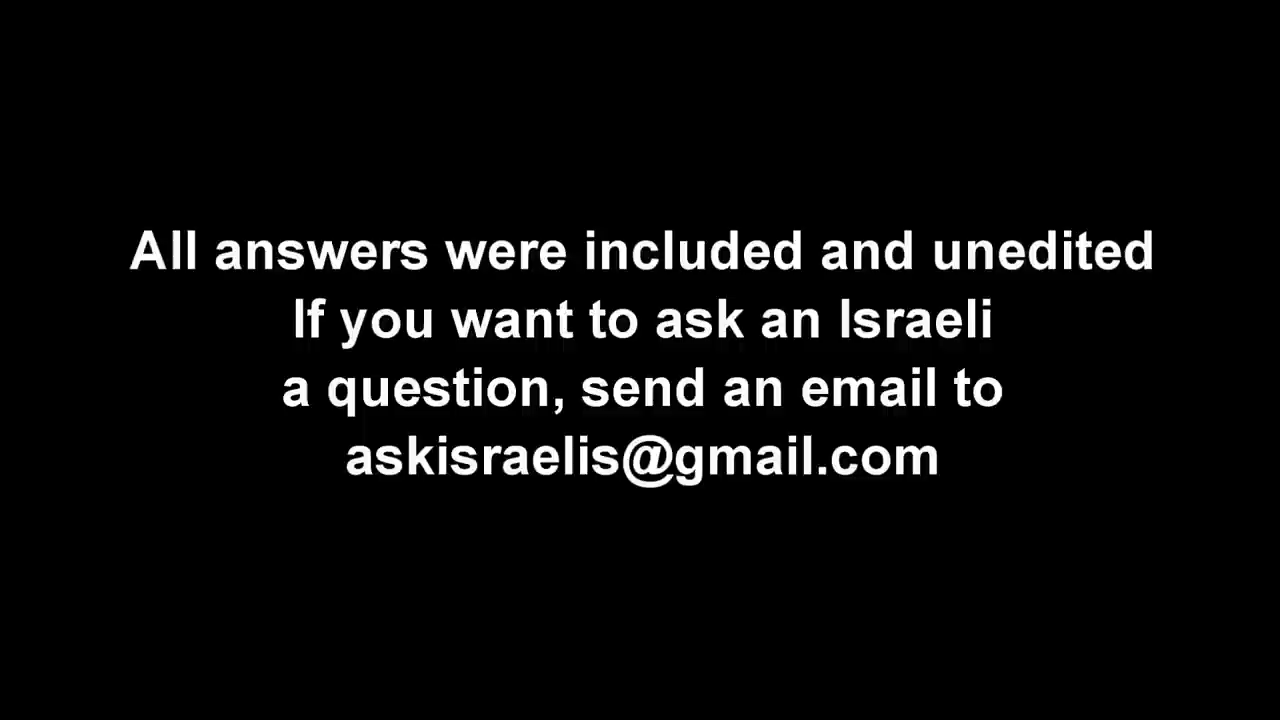 All answers were included and unedited
If you want to ask an Israeli
a question, send an email to
askisraelis@gmail.com